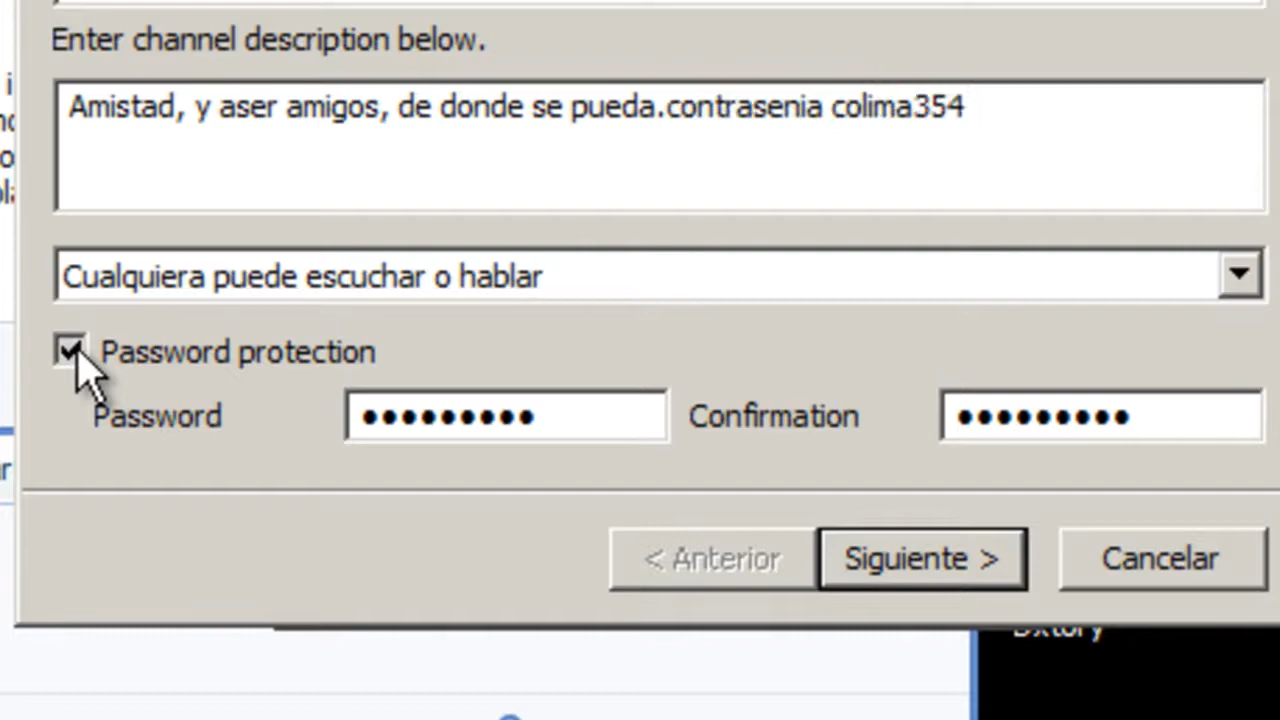 Enter channel description below.
Amistad, y aser amigos, de donde se pueda.contrasenia colima354
Cualquiera puede escuchar o hablar
Password protection
Password ●●●●●●●●● Confirmation ●●●●●●●●●
< Anterior Siguiente > Cancelar